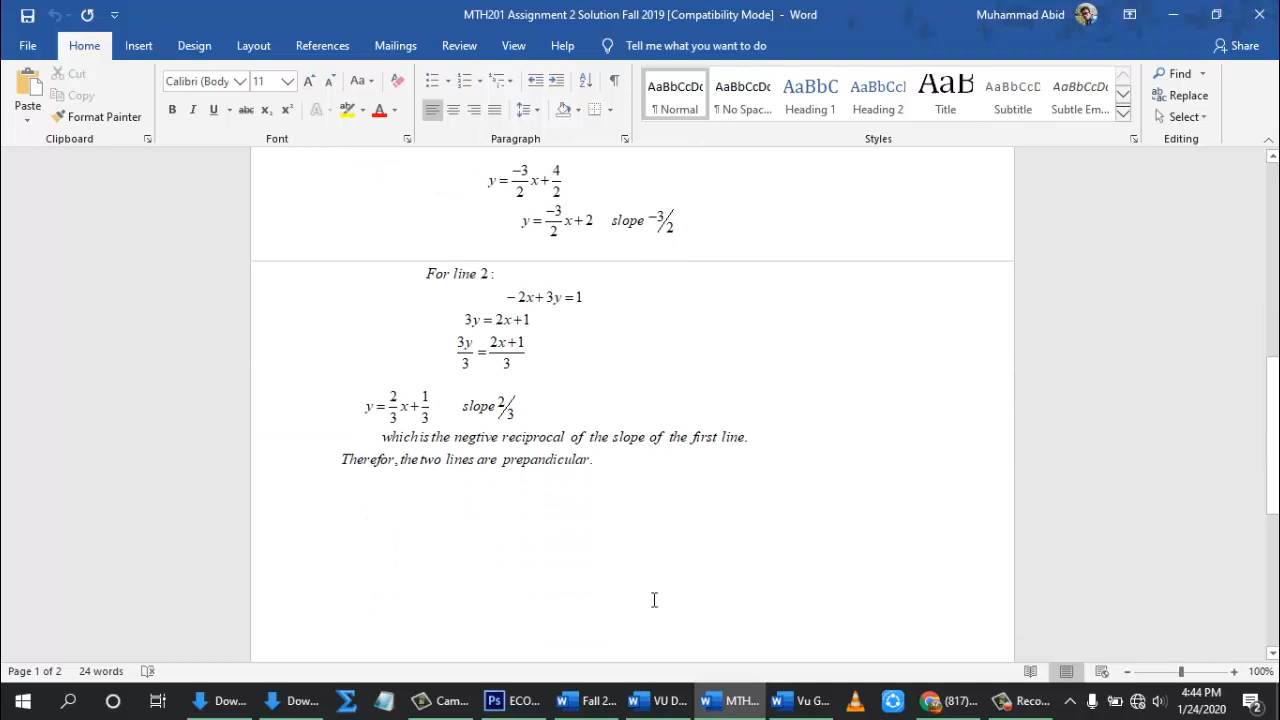 MTH201 Assignment 2 Solution Fall 2019 [Compatibility Mode] - Word
Muhammad Abid
File Home Insert Design Layout References Mailings Review View Help Tell me what you want to do Share
Paste
Cut
Copy
Format Painter
Clipboard
Calibri (Body 11
Font
Paragraph
AaBbCcDc AaBbCcDc AaBbC AaBbCcI AaB AaBbCcD AaBbCcDc
¶ Normal ¶ No Spac... Heading 1 Heading 2 Title Subtitle Subtle Em...
Styles
Find
Replace
Select
Editing
y = -3/2 x + 4/2
y = -3/2 x + 2 slope -3/2
For line 2 :
- 2x + 3y = 1
3y = 2x + 1
3y/3 = 2x + 1/3
y = 2/3 x + 1/3 slope 2/3
which is the negtive reciprocal of the slope of the first line.
Therefor, the two lines are prepandicular.
Page 1 of 2 24 words
100%
Dow... Dow... Cam... ECO... Fall 2... VU D... MTH... Vu G... (817)... Reco...
4:44 PM
1/24/2020
2